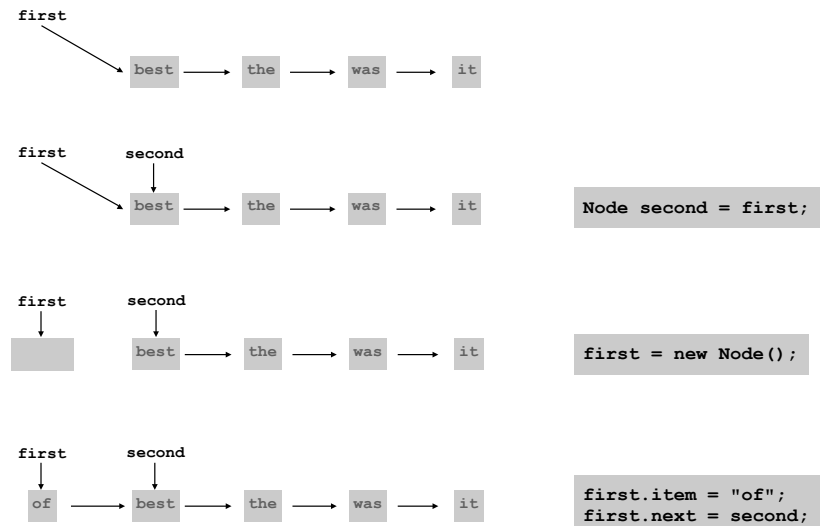 first
best the was it
first second
best the was it
Node second = first;
first second
best the was it
first = new Node();
first second
of best the was it
first.item = "of";
first.next = second;